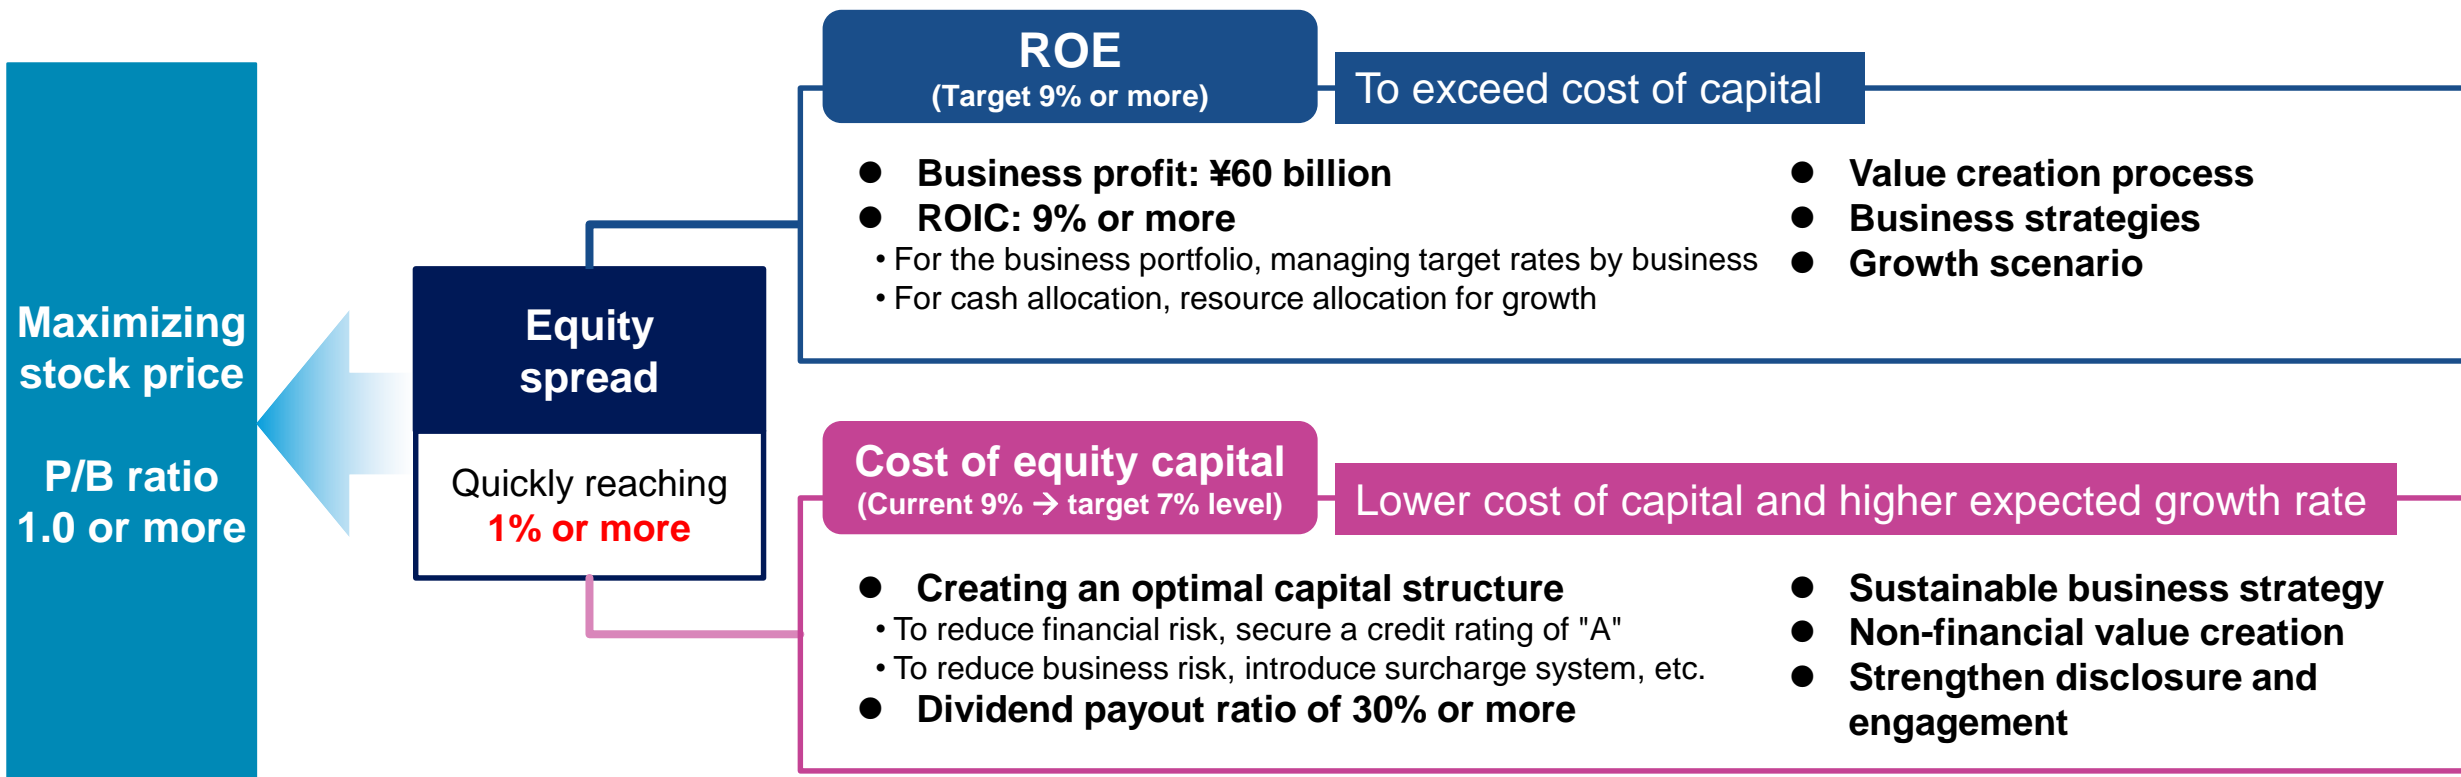 Maximizing
stock price
P/B ratio
1.0 or more
Equity
spread
Quickly reaching
1% or more
ROE
(Target 9% or more)
To exceed cost of capital
● Business profit: ¥60 billion
● ROIC: 9% or more
・For the business portfolio, managing target rates by business
・For cash allocation, resource allocation for growth
● Value creation process
● Business strategies
● Growth scenario
Cost of equity capital
(Current 9% → target 7% level)
Lower cost of capital and higher expected growth rate
● Creating an optimal capital structure
・To reduce financial risk, secure a credit rating of "A"
・To reduce business risk, introduce surcharge system, etc.
● Dividend payout ratio of 30% or more
● Sustainable business strategy
● Non-financial value creation
● Strengthen disclosure and
engagement